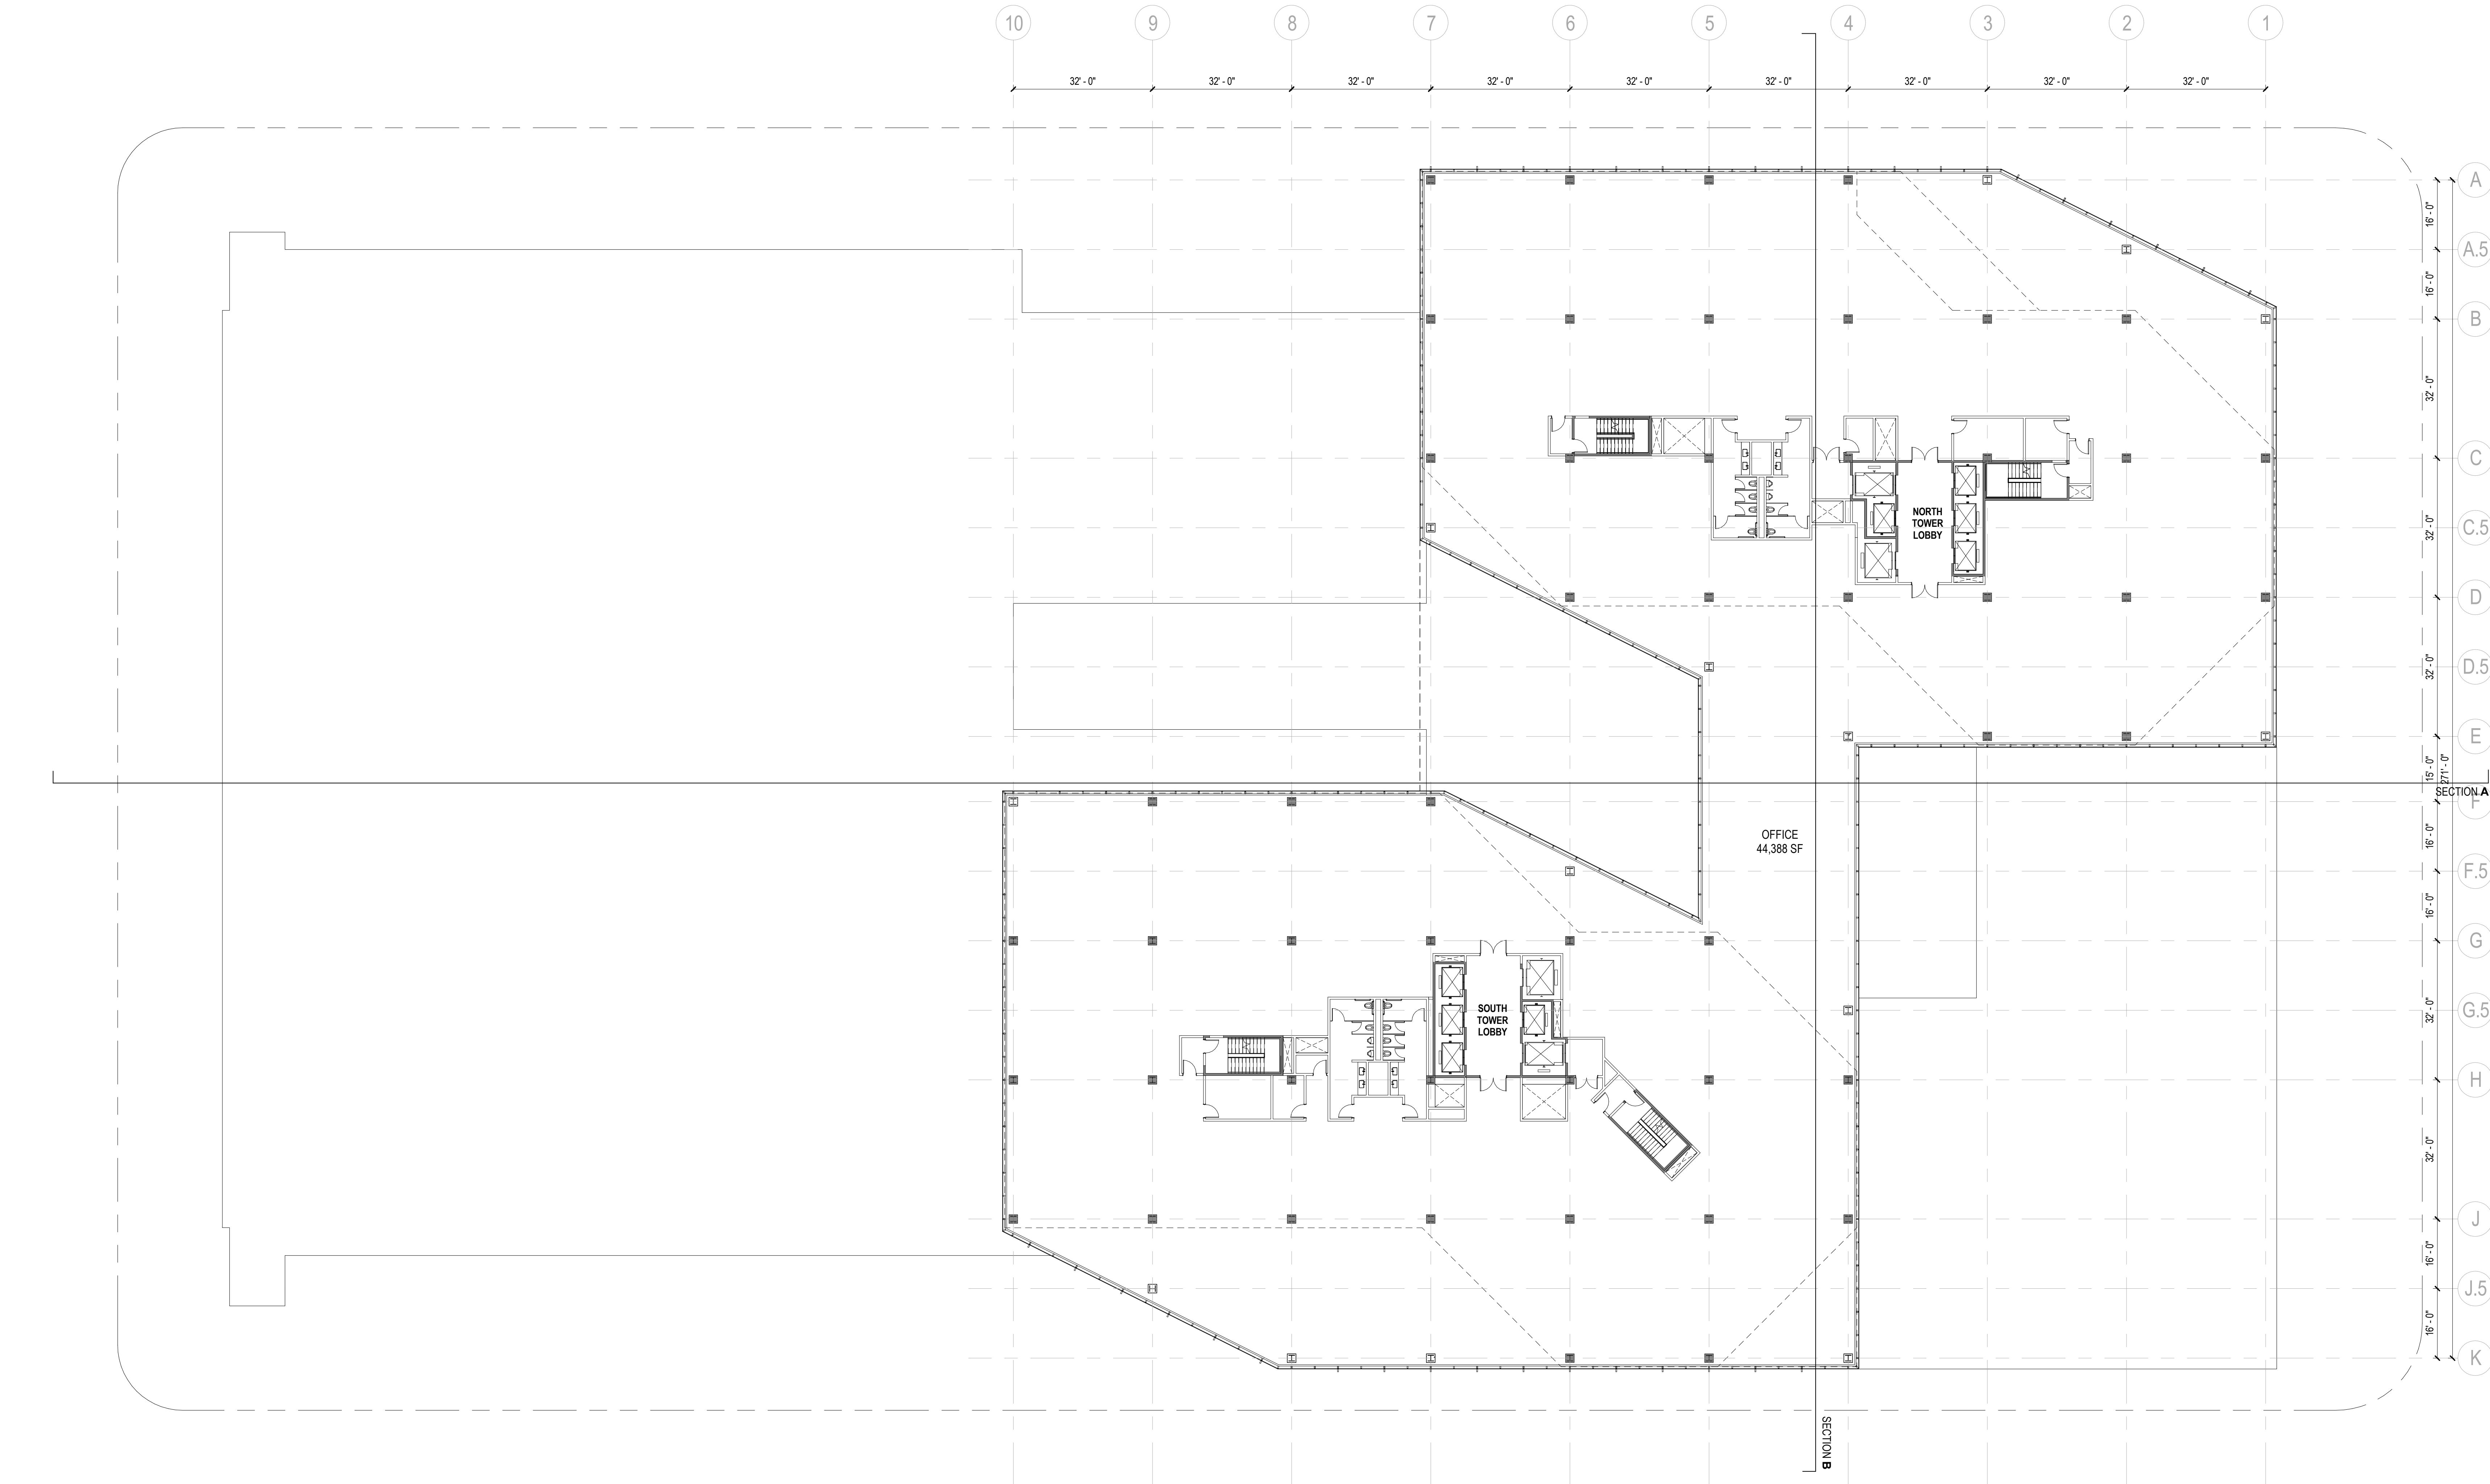 10 9 8 7 6 5 4 3 2 1
32' - 0" 32' - 0" 32' - 0" 32' - 0" 32' - 0" 32' - 0" 32' - 0" 32' - 0" 32' - 0"
A
16' - 0"
A.5
16' - 0"
B
32' - 0"
C
NORTH
TOWER
LOBBY
32' - 0"
C.5
D
32' - 0"
D.5
E
15' - 0"
271' - 0"
SECTION A
F
OFFICE
44,388 SF
16' - 0"
F.5
16' - 0"
G
SOUTH
TOWER
LOBBY
32' - 0"
G.5
H
32' - 0"
J
16' - 0"
J.5
16' - 0"
K
SECTION B